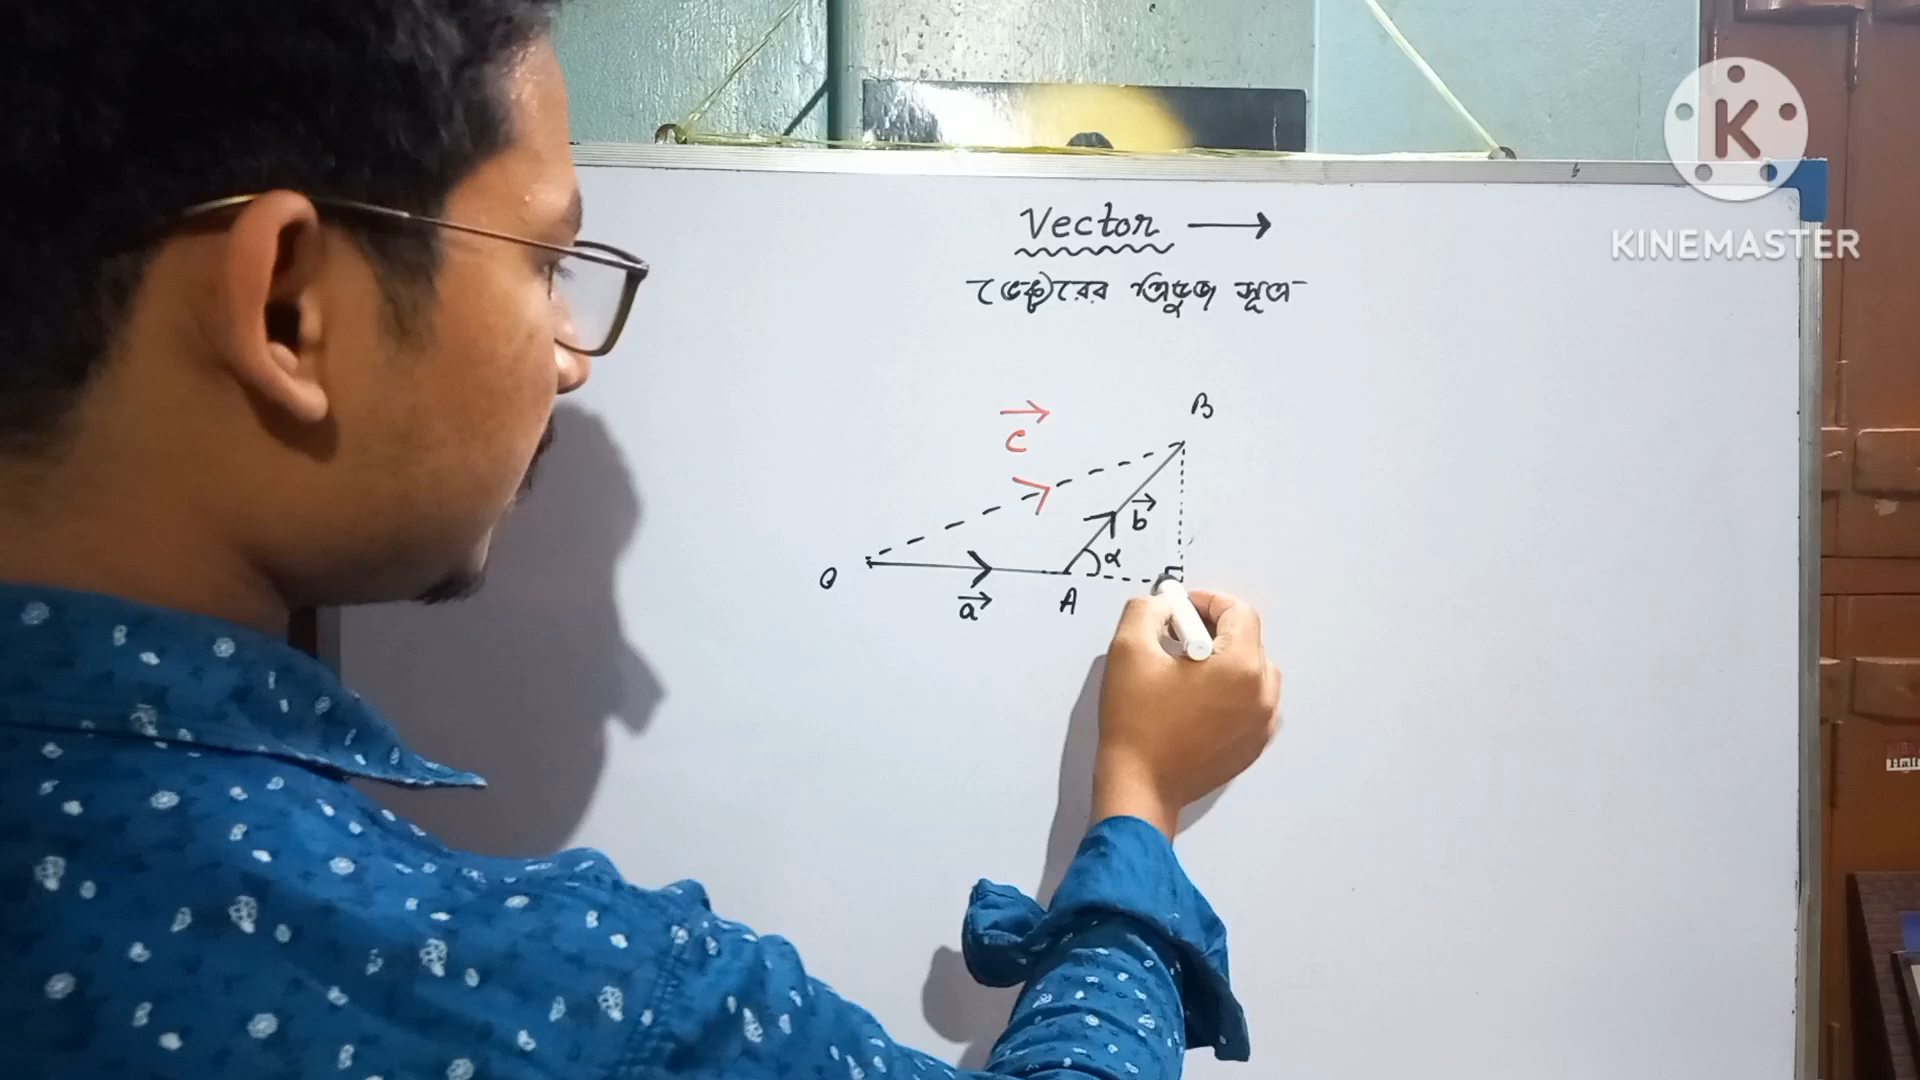 Vector →
ভেক্টরের ত্রিভুজ সূত্র
B
c
b
α
O
a
A
K
KINEMASTER